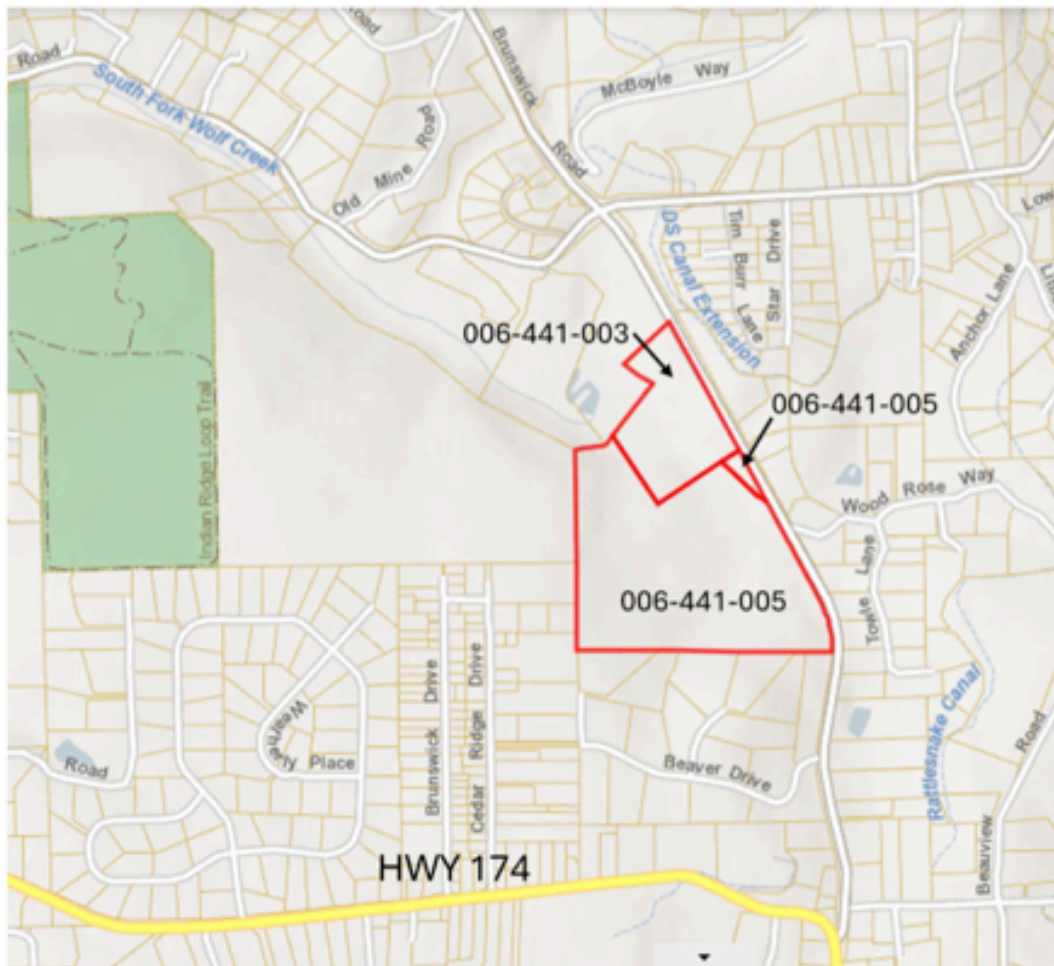 Road
Road
Brunswick
Road
McBoyle Way
South Fork Wolf Creek
Old Mine Road
Low
DS Canal Extension
Tim Burr Lane
Star Drive
Anchor Lane
006-441-003
006-441-005
Indian Ridge Loop Trail
Wood Rose Way
Towle Lane
006-441-005
Brunswick Drive
Cedar Ridge Drive
Rattlesnake Canal
Road
Road
Place
Beaver Drive
Beauview
HWY 174